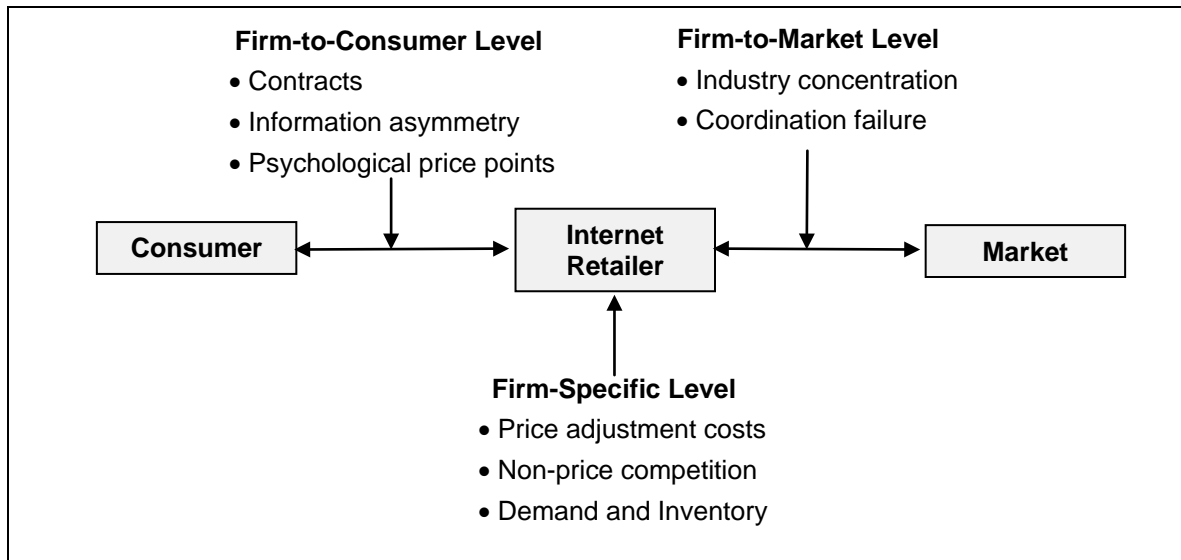 Firm-to-Consumer Level
• Contracts
• Information asymmetry
• Psychological price points
Firm-to-Market Level
• Industry concentration
• Coordination failure
Consumer
Internet
Retailer
Market
Firm-Specific Level
• Price adjustment costs
• Non-price competition
• Demand and Inventory